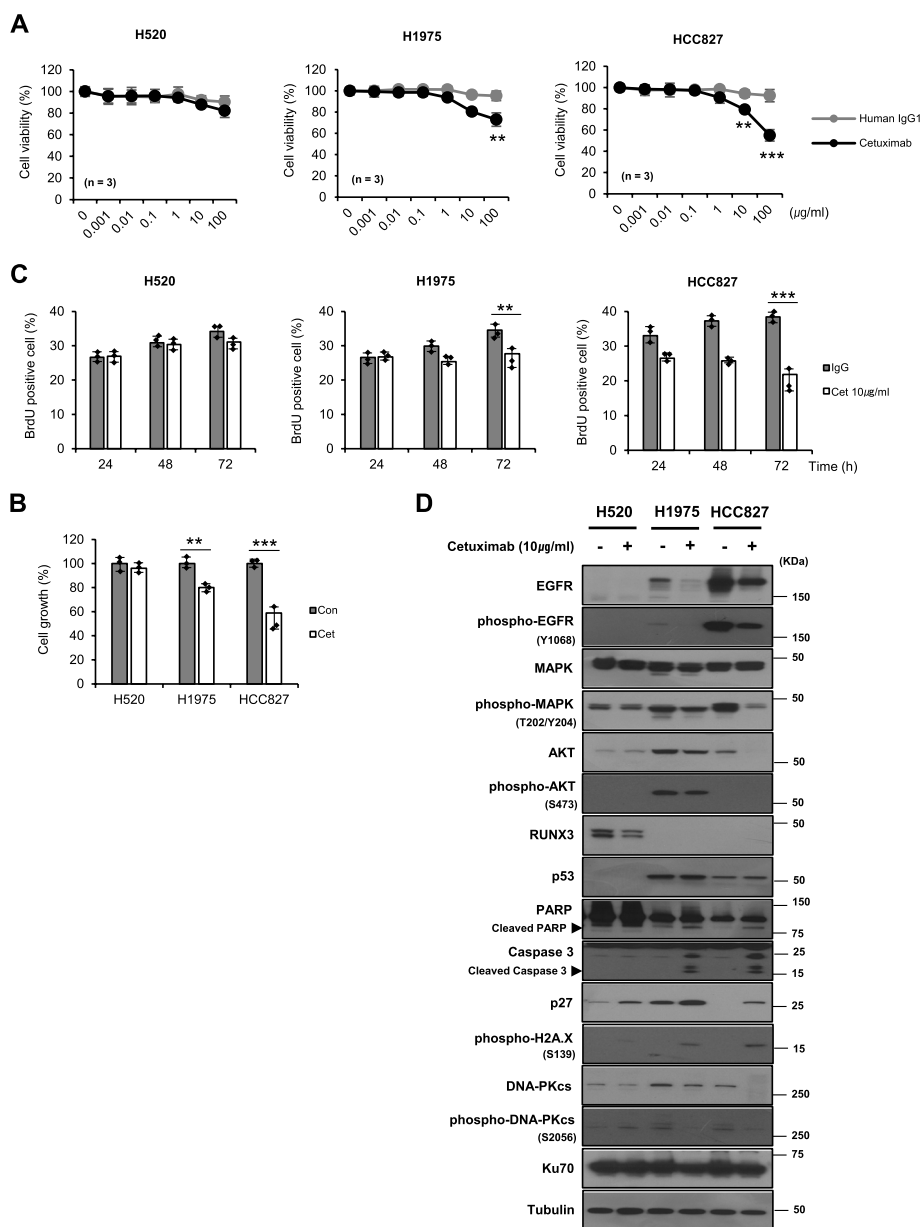 A
H520
H1975
HCC827
Cell viability (%)
120
100
80
60
40
20
0
(n = 3)
0 0.001 0.01 0.1 1 10 100
Cell viability (%)
120
100
80
60
40
20
0
**
(n = 3)
0 0.001 0.01 0.1 1 10 100
Cell viability (%)
120
100
80
60
40
20
0
**
***
(n = 3)
0 0.001 0.01 0.1 1 10 100
(μg/ml)
Human IgG1
Cetuximab
C
H520
H1975
HCC827
BrdU positive cell (%)
40
30
20
10
0
24 48 72
BrdU positive cell (%)
40
30
20
10
0
**
24 48 72
BrdU positive cell (%)
40
30
20
10
0
***
24 48 72
Time (h)
IgG
Cet 10μg/ml
B
Cell growth (%)
120
100
80
60
40
20
0
**
***
H520 H1975 HCC827
Con
Cet
D
H520 H1975 HCC827
Cetuximab (10μg/ml) - + - + - +
(KDa)
EGFR
150
phospho-EGFR
(Y1068)
150
MAPK
50
phospho-MAPK
(T202/Y204)
50
AKT
50
phospho-AKT
(S473)
50
RUNX3
50
p53
50
PARP
150
Cleaved PARP
75
Caspase 3
25
Cleaved Caspase 3
15
p27
25
phospho-H2A.X
(S139)
15
DNA-PKcs
250
phospho-DNA-PKcs
(S2056)
250
Ku70
75
Tubulin
50